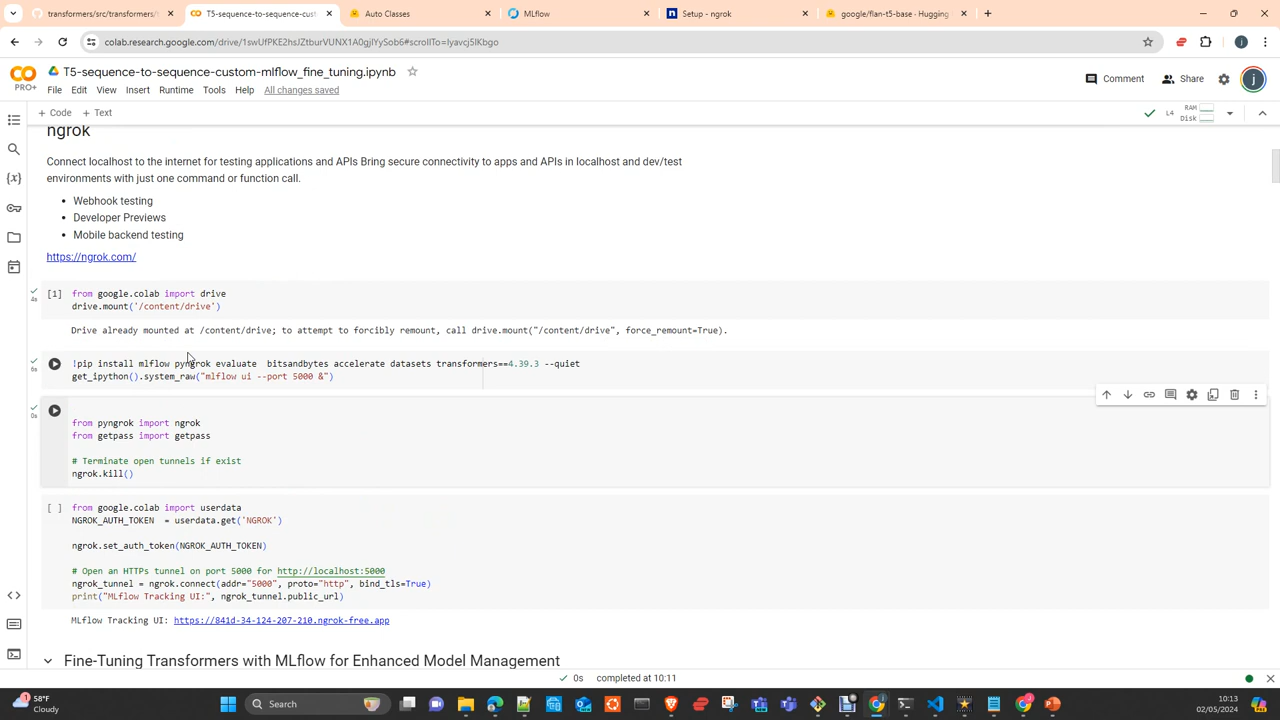 transformers/src/transformers/t
T5-sequence-to-sequence-cust
Auto Classes
MLflow
Setup - ngrok
google/flan-t5-base · Hugging
colab.research.google.com/drive/1swUfPKE2hsJZtburVUNX1A0gjlYySob6#scrollTo=lyavcj5lKbgo
T5-sequence-to-sequence-custom-mlflow_fine_tuning.ipynb
PRO+
File Edit View Insert Runtime Tools Help All changes saved
Comment Share
+ Code + Text
L4 RAM Disk
ngrok
Connect localhost to the internet for testing applications and APIs Bring secure connectivity to apps and APIs in localhost and dev/test
environments with just one command or function call.
• Webhook testing
• Developer Previews
• Mobile backend testing
https://ngrok.com/
[1] from google.colab import drive
4s
drive.mount('/content/drive')
Drive already mounted at /content/drive; to attempt to forcibly remount, call drive.mount("/content/drive", force_remount=True).
!pip install mlflow pyngrok evaluate  bitsandbytes accelerate datasets transformers==4.39.3 --quiet
6s
get_ipython().system_raw("mlflow ui --port 5000 &")
0s
from pyngrok import ngrok
from getpass import getpass
# Terminate open tunnels if exist
ngrok.kill()
[ ] from google.colab import userdata
NGROK_AUTH_TOKEN  = userdata.get('NGROK')
ngrok.set_auth_token(NGROK_AUTH_TOKEN)
# Open an HTTPs tunnel on port 5000 for http://localhost:5000
ngrok_tunnel = ngrok.connect(addr="5000", proto="http", bind_tls=True)
print("MLflow Tracking UI:", ngrok_tunnel.public_url)
MLflow Tracking UI: https://841d-34-124-207-210.ngrok-free.app
Fine-Tuning Transformers with MLflow for Enhanced Model Management
0s completed at 10:11
58°F
Cloudy
Search
10:13
02/05/2024